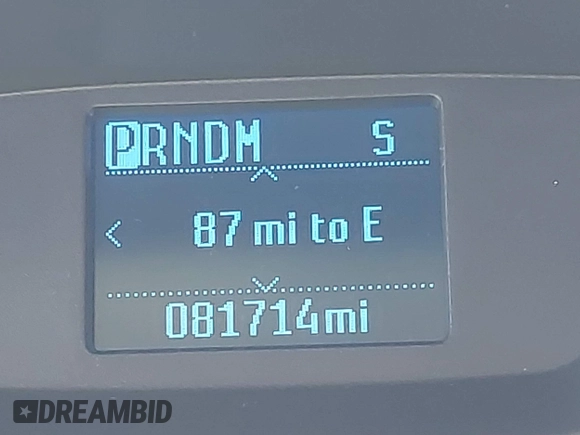 PRNDM S
< 87 mi to E
081714mi
DREAMBID